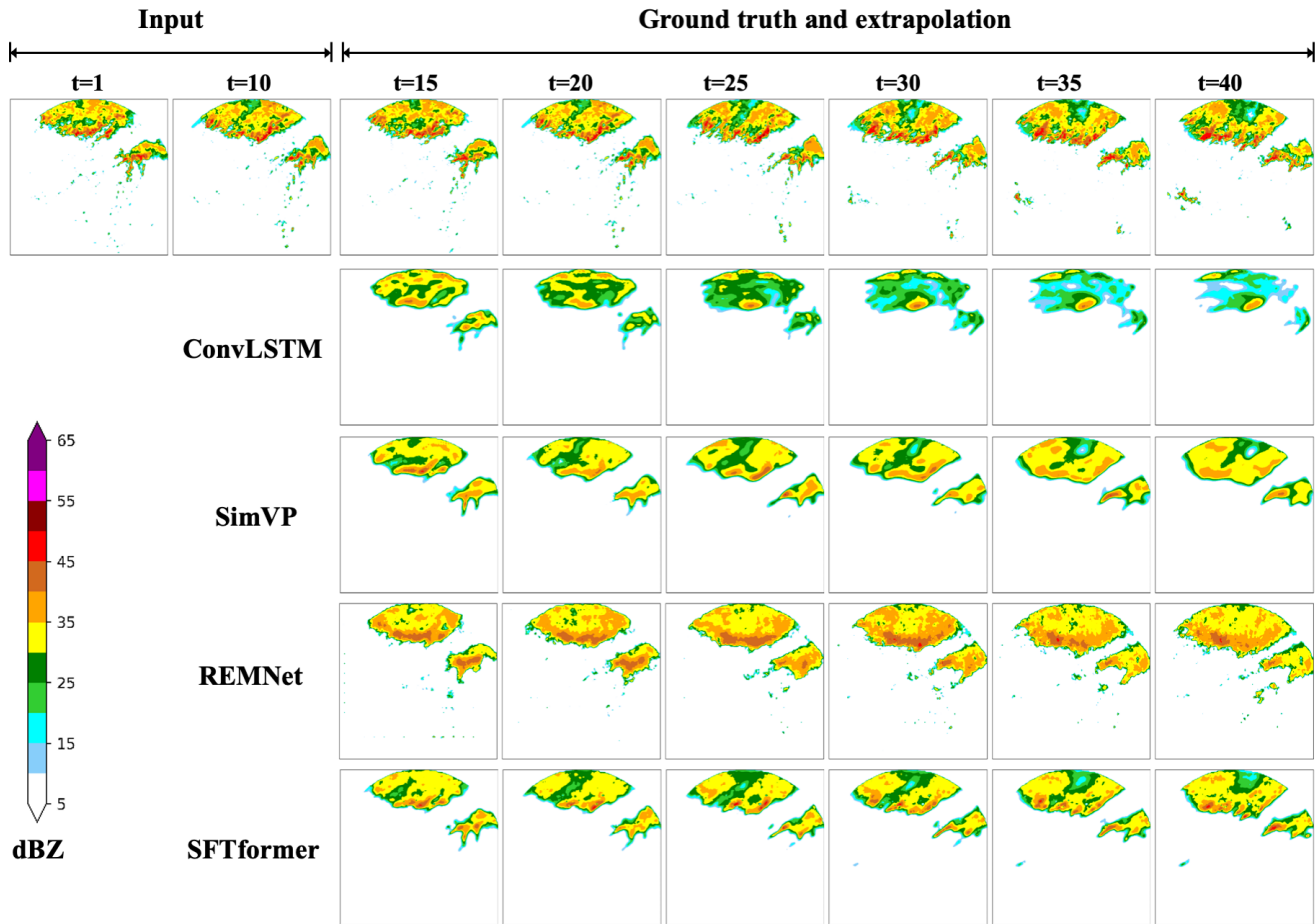 Input
Ground truth and extrapolation
t=1 t=10 t=15 t=20 t=25 t=30 t=35 t=40
ConvLSTM
SimVP
REMNet
SFTformer
65
55
45
35
25
15
5
dBZ